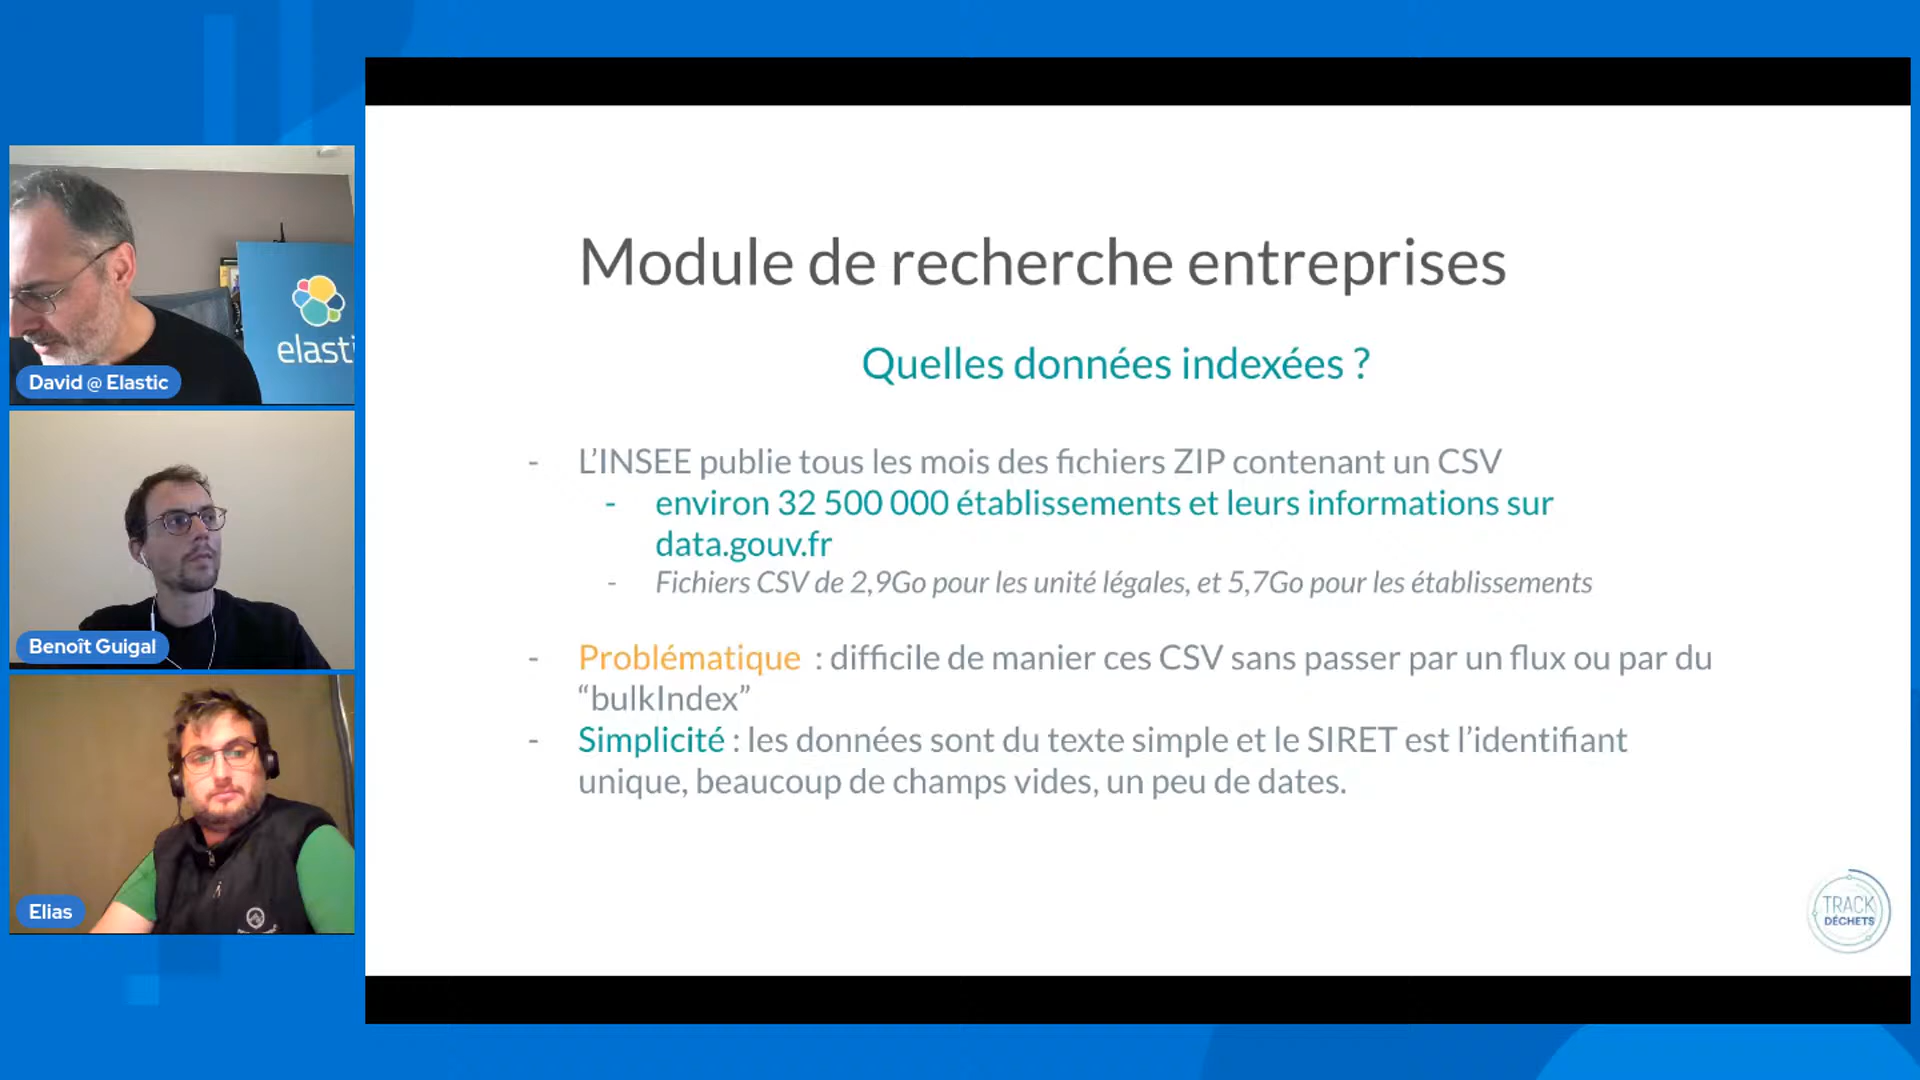 elasti
David @ Elastic
Benoît Guigal
Elias
Module de recherche entreprises
Quelles données indexées ?
- L’INSEE publie tous les mois des fichiers ZIP contenant un CSV
- environ 32 500 000 établissements et leurs informations sur
data.gouv.fr
- Fichiers CSV de 2,9Go pour les unité légales, et 5,7Go pour les établissements
- Problématique : difficile de manier ces CSV sans passer par un flux ou par du
“bulkIndex”
- Simplicité : les données sont du texte simple et le SIRET est l’identifiant
unique, beaucoup de champs vides, un peu de dates.
TRACK
DÉCHETS